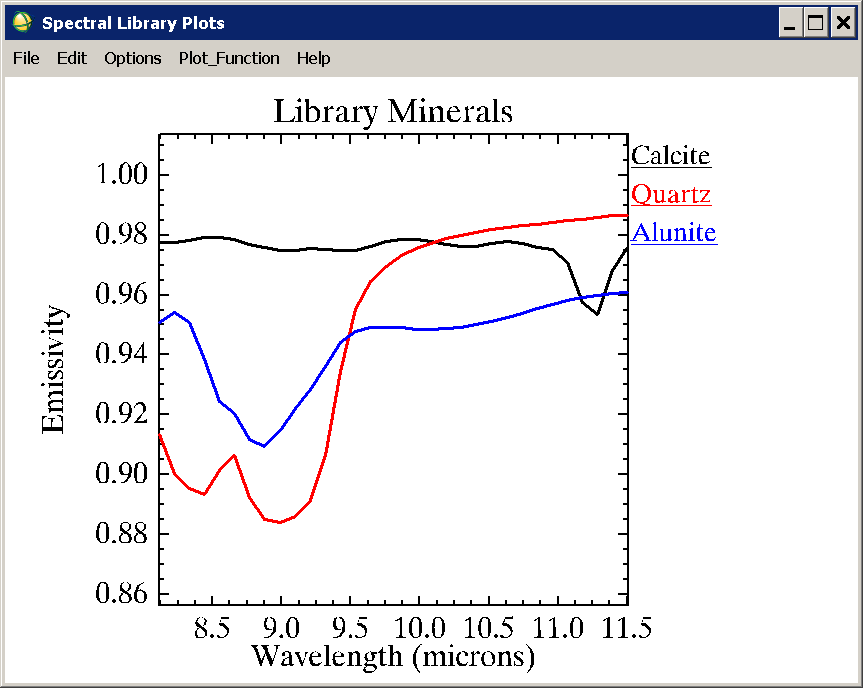 Spectral Library Plots
File Edit Options Plot_Function Help
Library Minerals
Calcite
Quartz
Alunite
Emissivity
1.00
0.98
0.96
0.94
0.92
0.90
0.88
0.86
8.5 9.0 9.5 10.0 10.5 11.0 11.5
Wavelength (microns)